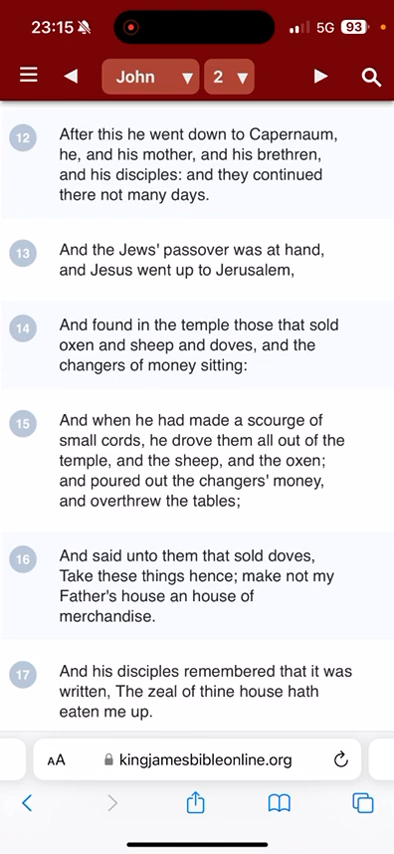 23:15 5G 93
John 2
12 After this he went down to Capernaum,
he, and his mother, and his brethren,
and his disciples: and they continued
there not many days.
13 And the Jews' passover was at hand,
and Jesus went up to Jerusalem,
14 And found in the temple those that sold
oxen and sheep and doves, and the
changers of money sitting:
15 And when he had made a scourge of
small cords, he drove them all out of the
temple, and the sheep, and the oxen;
and poured out the changers' money,
and overthrew the tables;
16 And said unto them that sold doves,
Take these things hence; make not my
Father's house an house of
merchandise.
17 And his disciples remembered that it was
written, The zeal of thine house hath
eaten me up.
AA kingjamesbibleonline.org